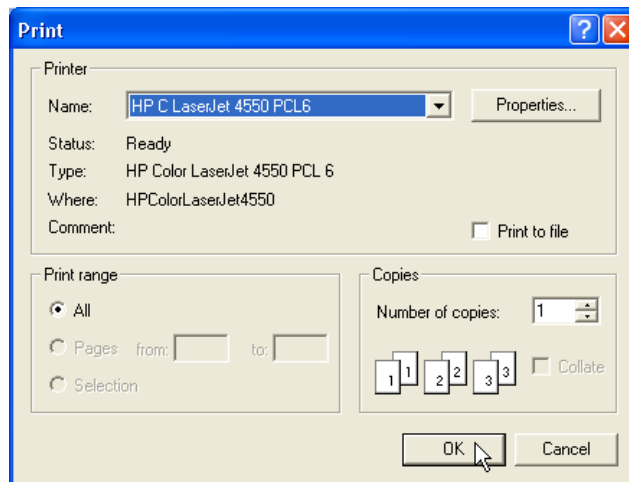 Print
Printer
Name: HP C LaserJet 4550 PCL6 Properties...
Status: Ready
Type: HP Color LaserJet 4550 PCL 6
Where: HPColorLaserJet4550
Comment: Print to file
Print range
All
Pages from: to:
Selection
Copies
Number of copies: 1
1 1 2 2 3 3 Collate
OK Cancel